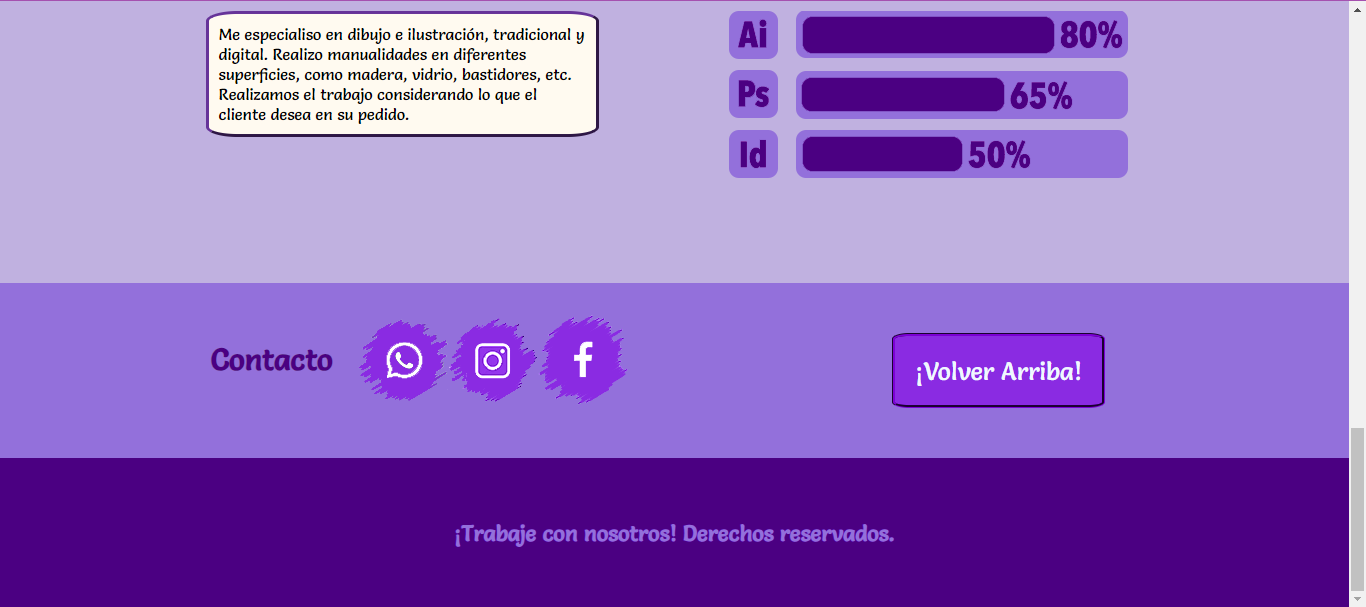 Me especialiso en dibujo e ilustración, tradicional y
digital. Realizo manualidades en diferentes
superficies, como madera, vidrio, bastidores, etc.
Realizamos el trabajo considerando lo que el
cliente desea en su pedido.
Ai 80%
Ps 65%
Id 50%
Contacto
¡Volver Arriba!
¡Trabaje con nosotros! Derechos reservados.